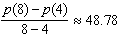 p(8) − p(4) / 8 − 4 ≈ 48.78